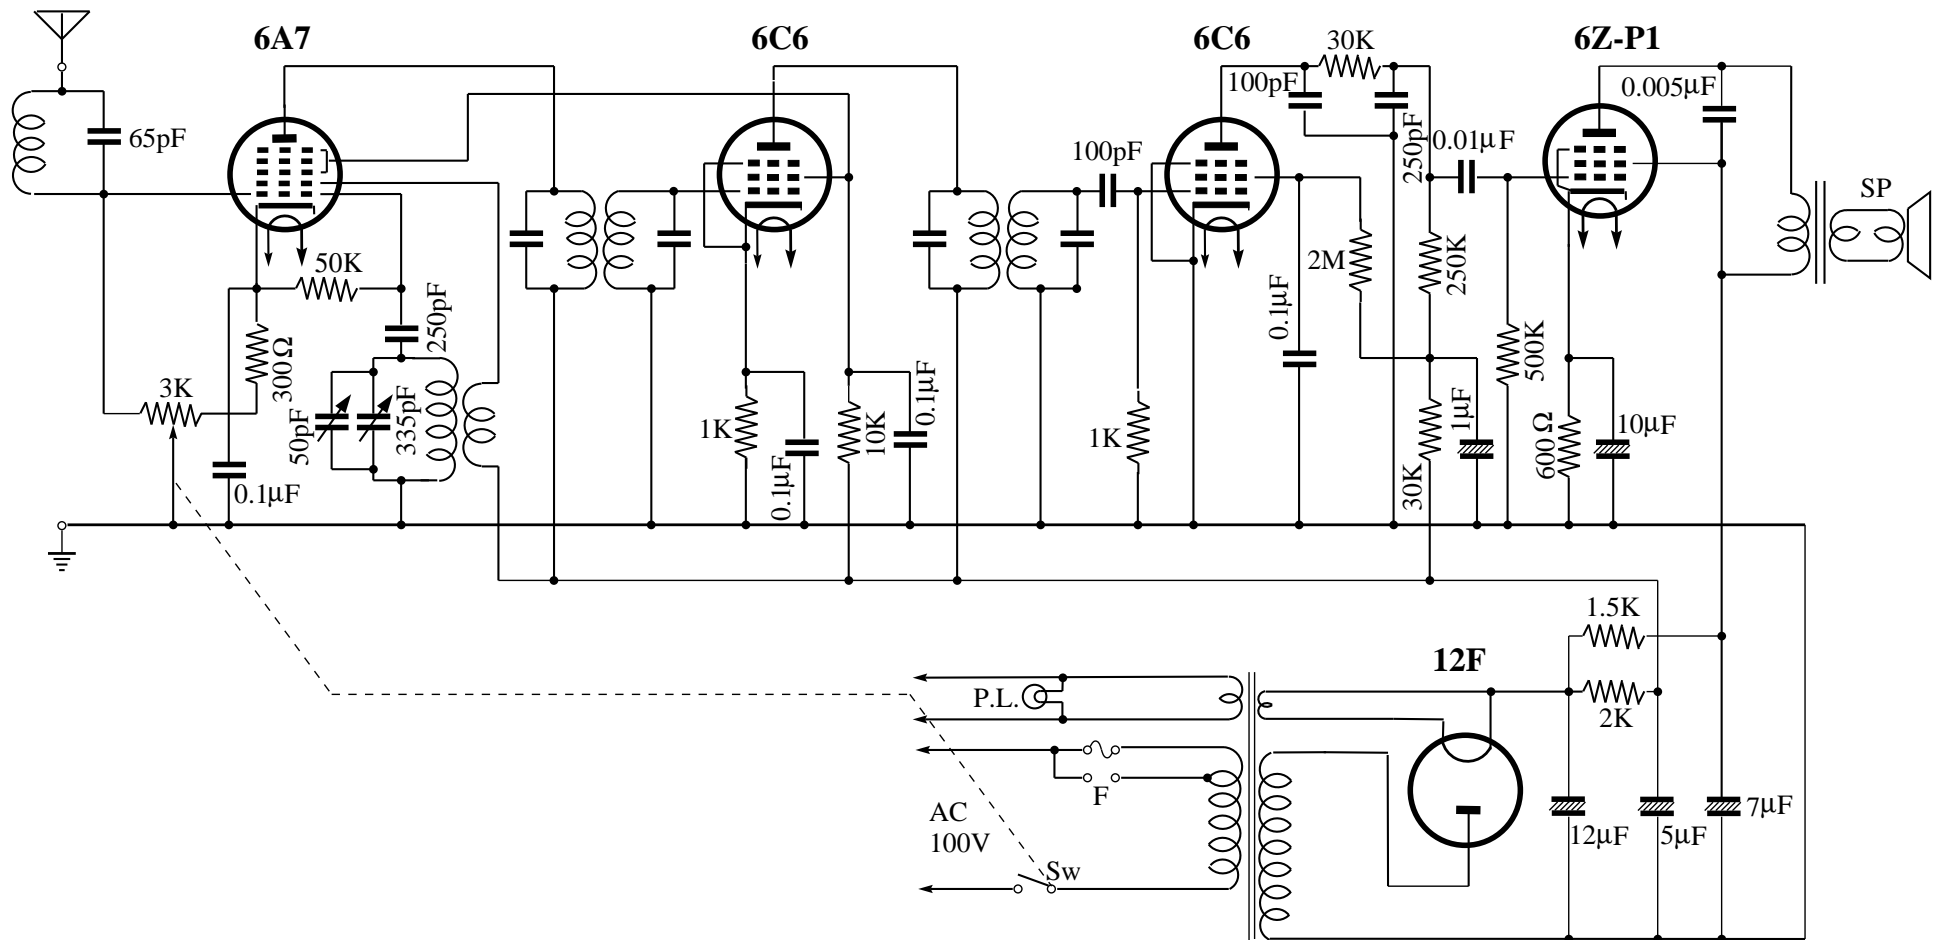 6A7
6C6
6C6
30K
6Z-P1
100pF
0.005µF
65pF
100pF
250pF
0.01µF
SP
50K
2M
250K
0.1µF
250pF
300Ω
3K
50pF
335pF
500K
0.1µF
1K
10K
1K
1µF
600Ω
10µF
0.1µF
0.1µF
30K
1.5K
12F
P.L.
2K
F
AC
100V
12µF
5µF
7µF
Sw